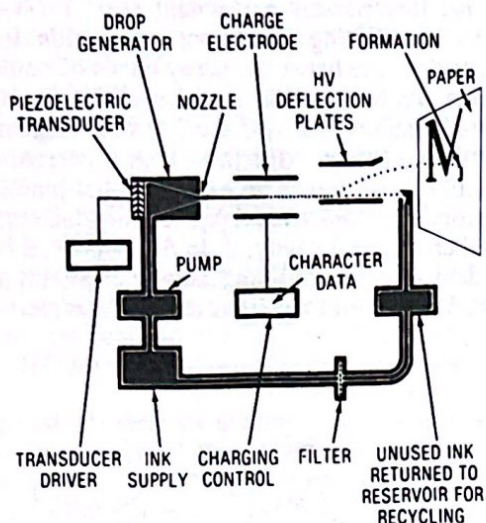 DROP
GENERATOR
CHARGE
ELECTRODE
FORMATION
PIEZOELECTRIC
TRANSDUCER
NOZZLE
HV
DEFLECTION
PLATES
PAPER
PUMP
CHARACTER
DATA
TRANSDUCER
DRIVER
INK
SUPPLY
CHARGING
CONTROL
FILTER
UNUSED INK
RETURNED TO
RESERVOIR FOR
RECYCLING